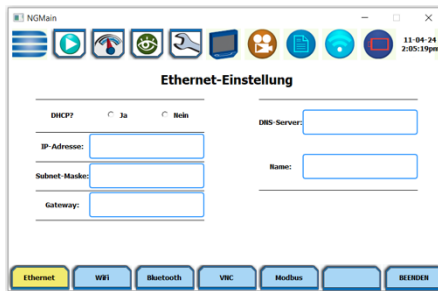 NGMain
11-04-24
2:05:19pm
Ethernet-Einstellung
DHCP?
Ja
Nein
IP-Adresse:
Subnet-Maske:
Gateway:
DNS-Server:
Name:
Ethernet
Wifi
Bluetooth
VNC
Modbus
BEENDEN